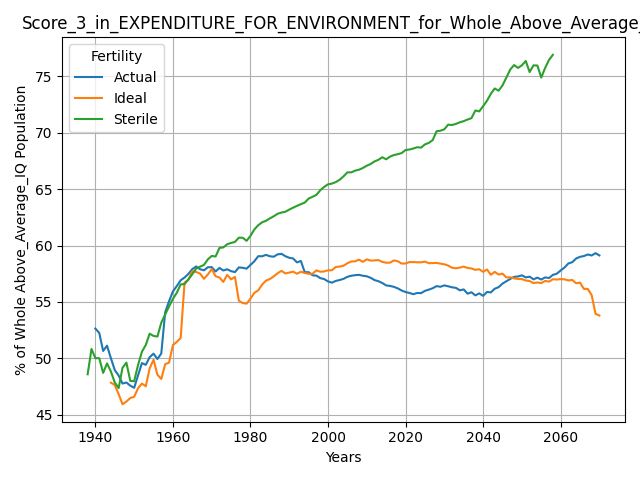 Score_3_in_EXPENDITURE_FOR_ENVIRONMENT_for_Whole_Above_Average_
Fertility
Actual
Ideal
Sterile
% of Whole Above_Average_IQ Population
75
70
65
60
55
50
45
1940 1960 1980 2000 2020 2040 2060
Years